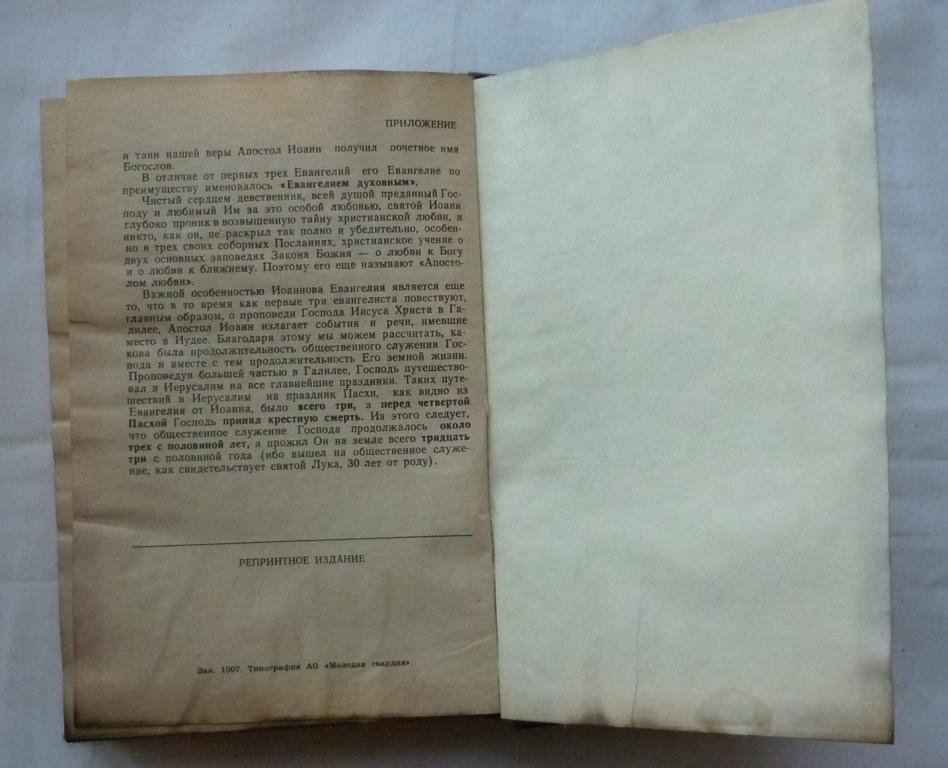 ПРИЛОЖЕНИЕ
и таин нашей веры Апостол Иоанн получил почетное имя
Богослов.
В отличие от первых трех Евангелий его Евангелие по
преимуществу именовалось «Евангелием духовным».
Чистый сердцем девственник, всей душой преданный Гос-
поду и любимый Им за это особой любовью, святой Иоанн
глубоко проник в возвышенную тайну христианской любви, и
никто, как он, не раскрыл так полно и убедительно, особен-
но в трех своих соборных Посланиях, христианское учение о
двух основных заповедях Закона Божия — о любви к Богу
и о любви к ближнему. Поэтому его еще называют «Апосто-
лом любви».
Важной особенностью Иоаннова Евангелия является еще
то, что в то время как первые три евангелиста повествуют,
главным образом, о проповеди Господа Иисуса Христа в Га-
лилее, Апостол Иоанн излагает события и речи, имевшие
место в Иудее. Благодаря этому мы можем рассчитать, ка-
кова была продолжительность общественного служения Гос-
пода и вместе с тем продолжительность Его земной жизни.
Проповедуя большей частью в Галилее, Господь путешество-
вал в Иерусалим на все главнейшие праздники. Таких путе-
шествий в Иерусалим на праздник Пасхи, как видно из
Евангелия от Иоанна, было всего три, а перед четвертой
Пасхой Господь принял крестную смерть. Из этого следует,
что общественное служение Господа продолжалось около
трех с половиной лет, а прожил Он на земле всего тридцать
три с половиной года (ибо вышел на общественное служе-
ние, как свидетельствует святой Лука, 30 лет от роду).
РЕПРИНТНОЕ ИЗДАНИЕ
Зак. 1007. Типография АО «Молодая гвардия»